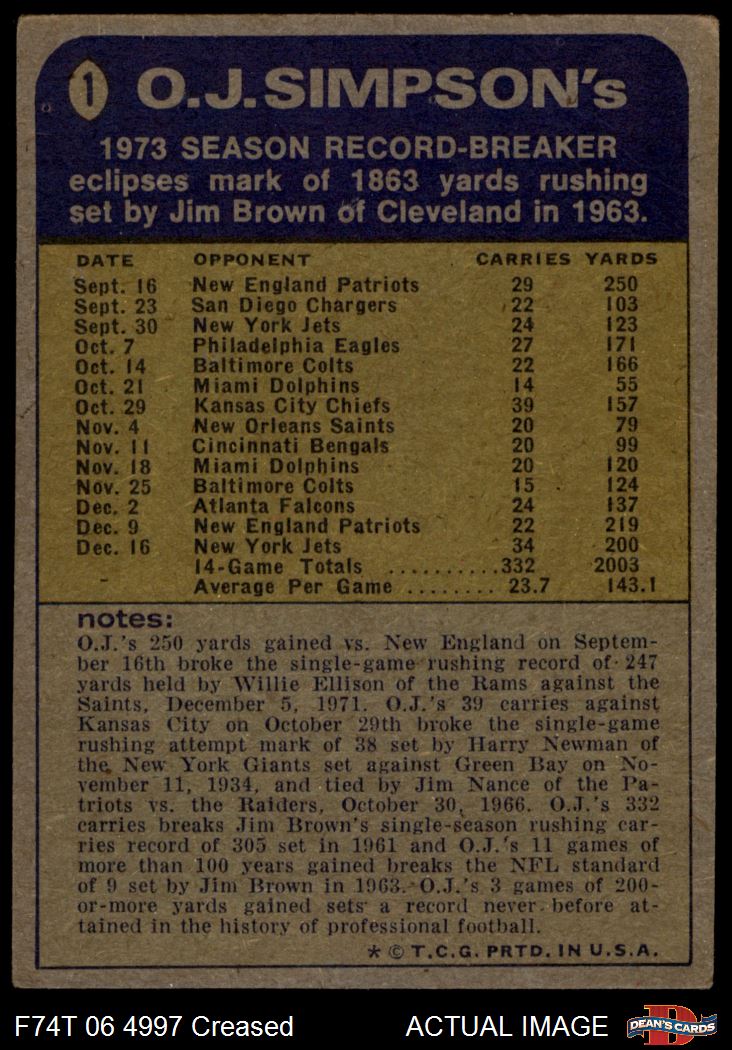 1 O.J. SIMPSON's
1973 SEASON RECORD-BREAKER
eclipses mark of 1863 yards rushing
set by Jim Brown of Cleveland in 1963.
DATE OPPONENT CARRIES YARDS
Sept. 16 New England Patriots 29 250
Sept. 23 San Diego Chargers 22 103
Sept. 30 New York Jets 24 123
Oct. 7 Philadelphia Eagles 27 171
Oct. 14 Baltimore Colts 22 166
Oct. 21 Miami Dolphins 14 55
Oct. 29 Kansas City Chiefs 39 157
Nov. 4 New Orleans Saints 20 79
Nov. 11 Cincinnati Bengals 20 99
Nov. 18 Miami Dolphins 20 120
Nov. 25 Baltimore Colts 15 124
Dec. 2 Atlanta Falcons 24 137
Dec. 9 New England Patriots 22 219
Dec. 16 New York Jets 34 200
14-Game Totals ..........332 2003
Average Per Game ........ 23.7 143.1
notes:
O.J.'s 250 yards gained vs. New England on Septem-
ber 16th broke the single-game rushing record of 247
yards held by Willie Ellison of the Rams against the
Saints, December 5, 1971. O.J.'s 39 carries against
Kansas City on October 29th broke the single-game
rushing attempt mark of 38 set by Harry Newman of
the New York Giants set against Green Bay on No-
vember 11, 1934, and tied by Jim Nance of the Pa-
triots vs. the Raiders, October 30, 1966. O.J.'s 332
carries breaks Jim Brown's single-season rushing car-
ries record of 305 set in 1961 and O.J.'s 11 games of
more than 100 years gained breaks the NFL standard
of 9 set by Jim Brown in 1963. O.J.'s 3 games of 200-
or-more yards gained sets a record never before at-
tained in the history of professional football.
* © T.C.G. PRTD. IN U.S.A.
F74T 06 4997 Creased ACTUAL IMAGE D DEAN'S CARDS